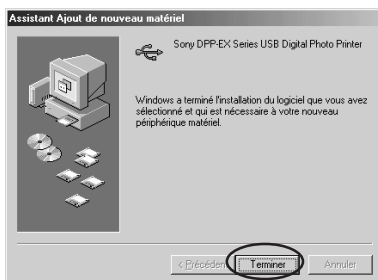 Assistant Ajout de nouveau matériel
Sony DPP-EX Series USB Digital Photo Printer
Windows a terminé l'installation du logiciel que vous avez
sélectionné et qui est nécessaire à votre nouveau
périphérique matériel.
< Précéden Terminer Annuler